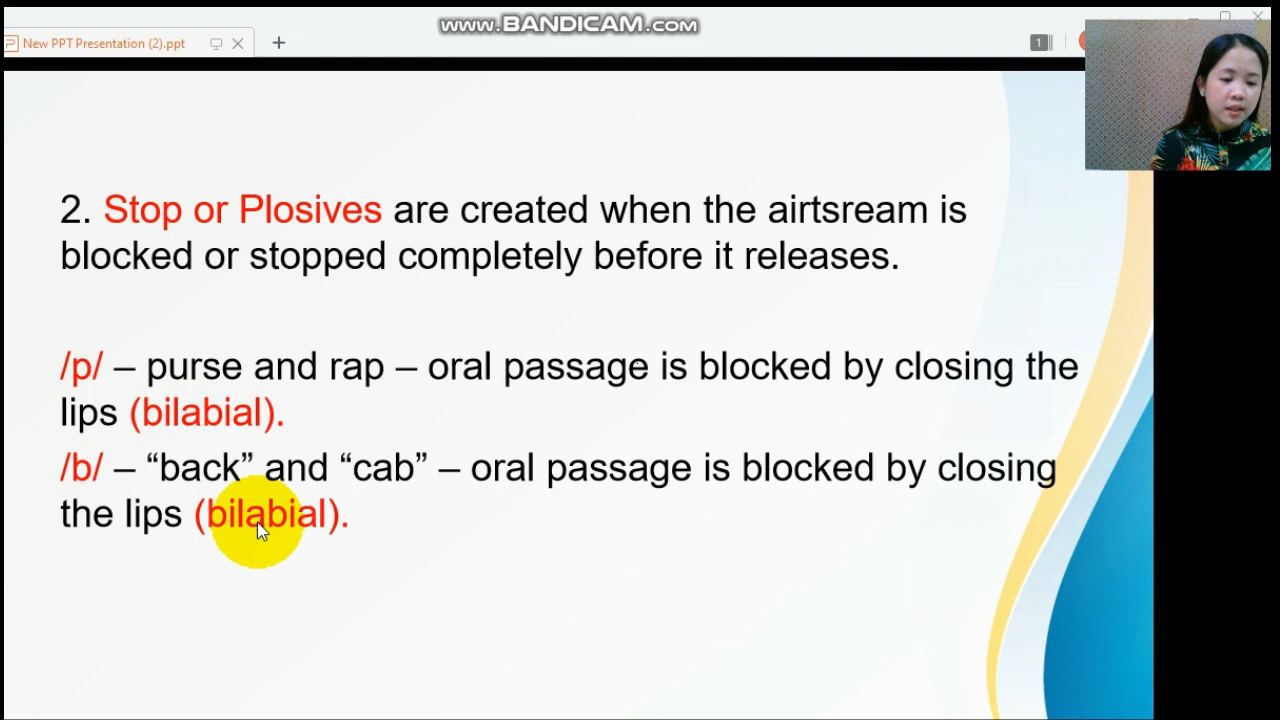 www.BANDICAM.com
New PPT Presentation (2).ppt
1
2. Stop or Plosives are created when the airtsream is
blocked or stopped completely before it releases.
/p/ – purse and rap – oral passage is blocked by closing the
lips (bilabial).
/b/ – “back” and “cab” – oral passage is blocked by closing
the lips (bilabial).